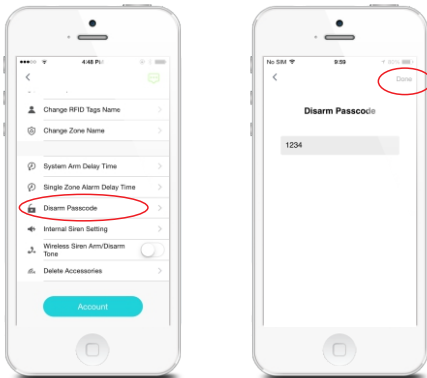 4:48 PM
Change RFID Tags Name
Change Zone Name
System Arm Delay Time
Single Zone Alarm Delay Time
Disarm Passcode
Internal Siren Setting
Wireless Siren Arm/Disarm
Tone
Delete Accessories
Account
No SIM 9:59 80%
Done
Disarm Passcode
1234